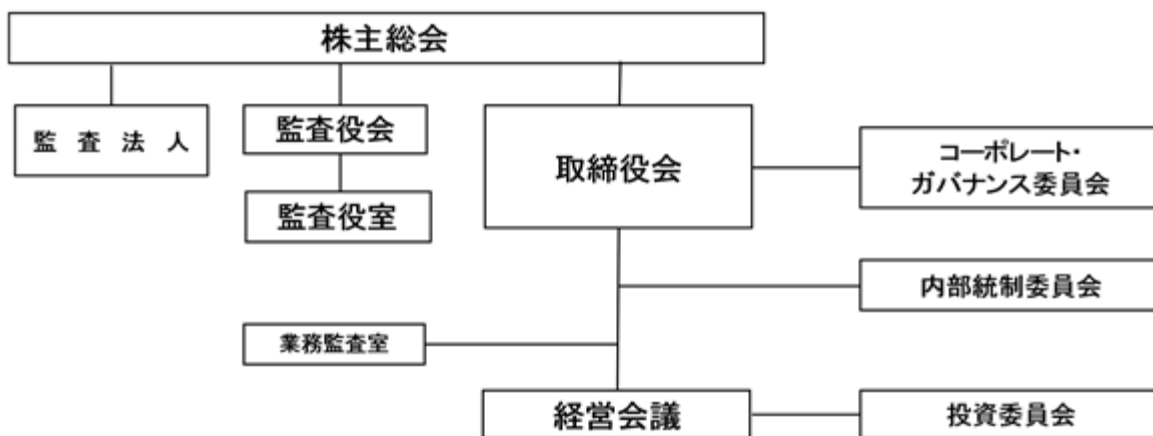 株主総会
監 査 法 人
監査役会
取締役会
コーポレート・
ガバナンス委員会
監査役室
内部統制委員会
業務監査室
経営会議
投資委員会